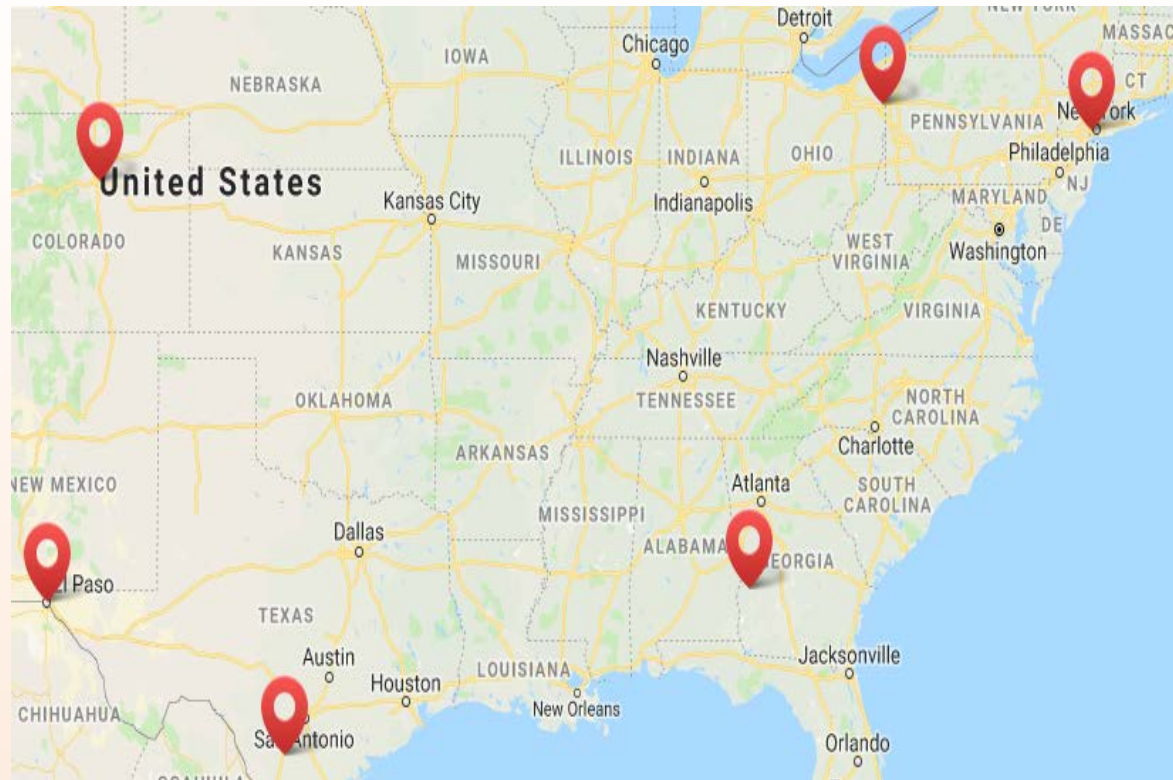 Detroit
NEW YORK
MASSAC
IOWA
Chicago
NEBRASKA
CT
New York
PENNSYLVANIA
ILLINOIS
INDIANA
OHIO
Philadelphia
United States
NJ
MARYLAND
Kansas City
Indianapolis
DE
COLORADO
KANSAS
MISSOURI
WEST
VIRGINIA
Washington
KENTUCKY
VIRGINIA
Nashville
OKLAHOMA
TENNESSEE
NORTH
CAROLINA
ARKANSAS
Charlotte
NEW MEXICO
Atlanta
SOUTH
CAROLINA
MISSISSIPPI
Dallas
ALABAMA
GEORGIA
El Paso
TEXAS
Austin
LOUISIANA
Jacksonville
Houston
CHIHUAHUA
New Orleans
San Antonio
Orlando
COAHUILA